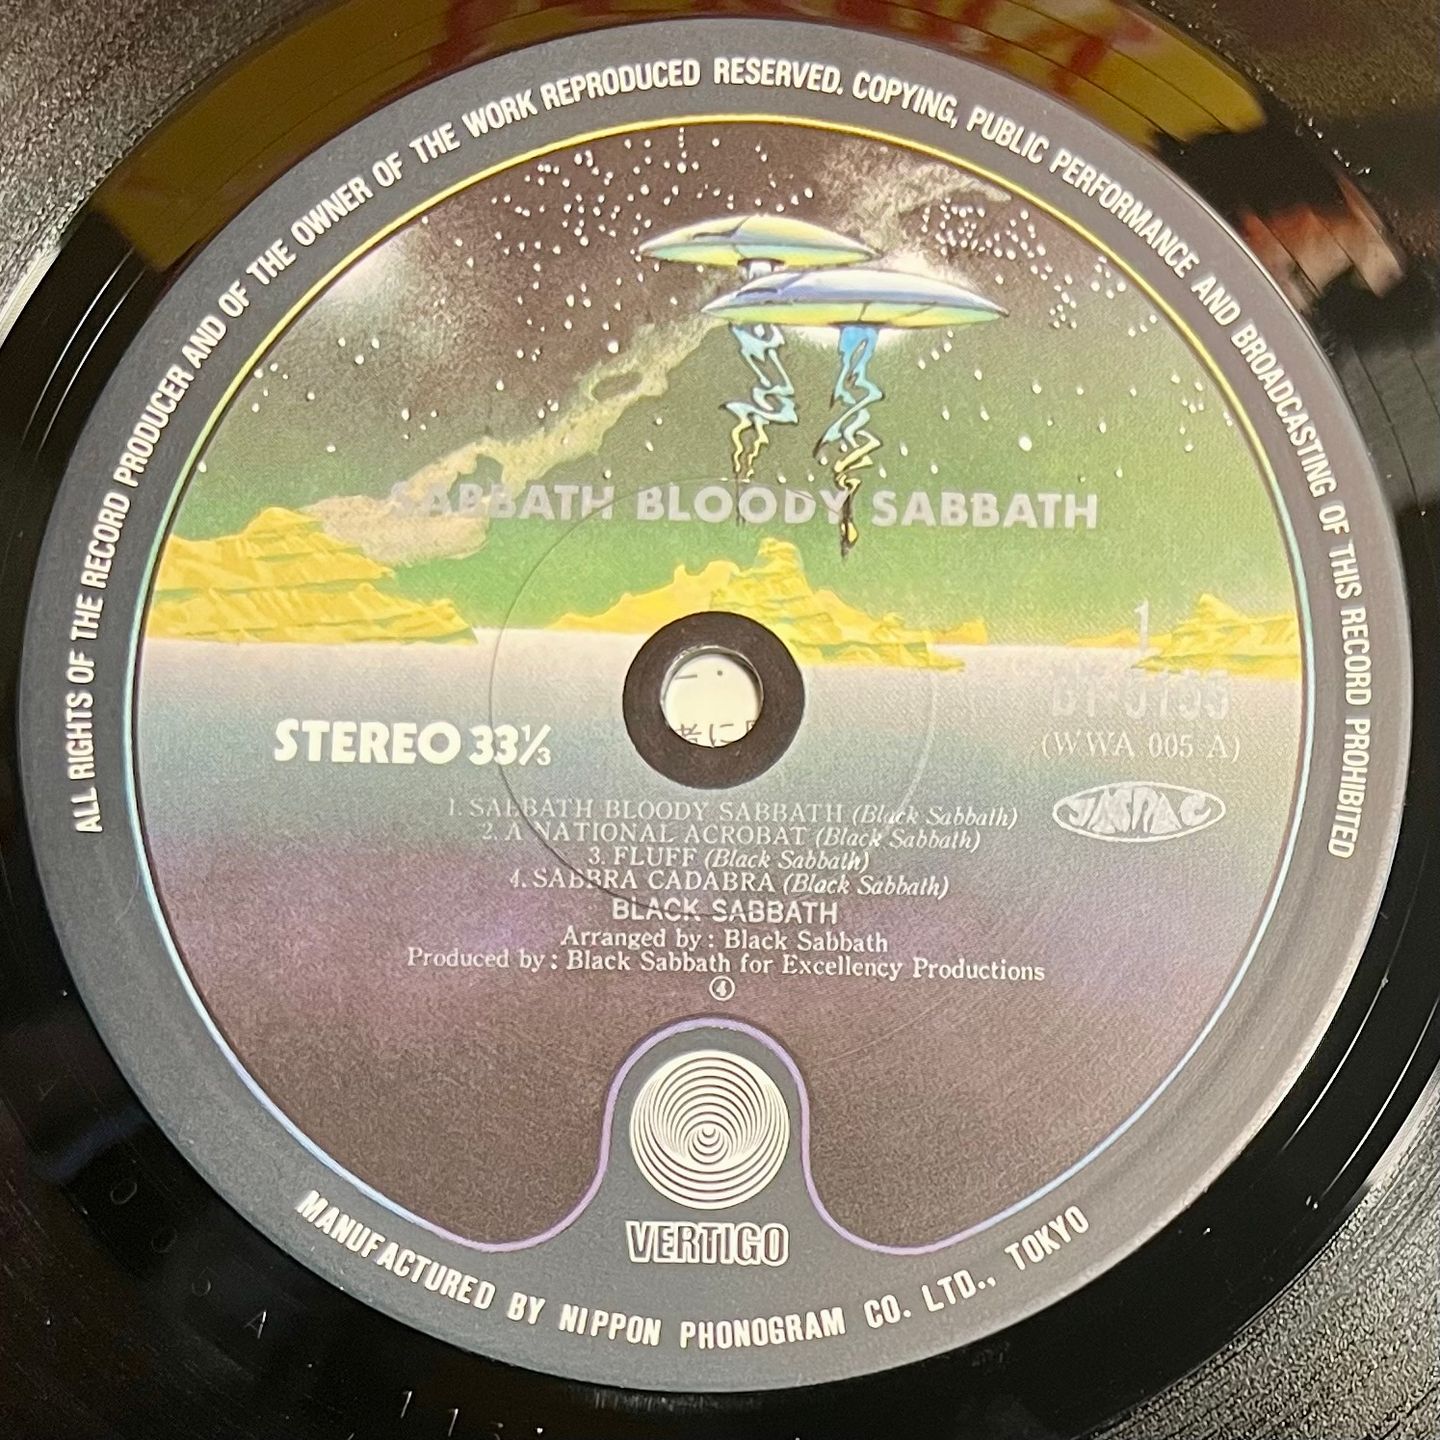 ALL RIGHTS OF THE RECORD PRODUCER AND OF THE OWNER OF THE WORK REPRODUCED RESERVED. COPYING, PUBLIC PERFORMANCE AND BROADCASTING OF THIS RECORD PROHIBITED
SABBATH BLOODY SABBATH
1
STEREO 33 1/3
(WWA 005 A)
1. SABBATH BLOODY SABBATH (Black Sabbath)
2. A NATIONAL ACROBAT (Black Sabbath)
3. FLUFF (Black Sabbath)
4. SABBRA CADABRA (Black Sabbath)
BLACK SABBATH
Arranged by : Black Sabbath
Produced by : Black Sabbath for Excellency Productions
④
VERTIGO
MANUFACTURED BY NIPPON PHONOGRAM CO. LTD., TOKYO